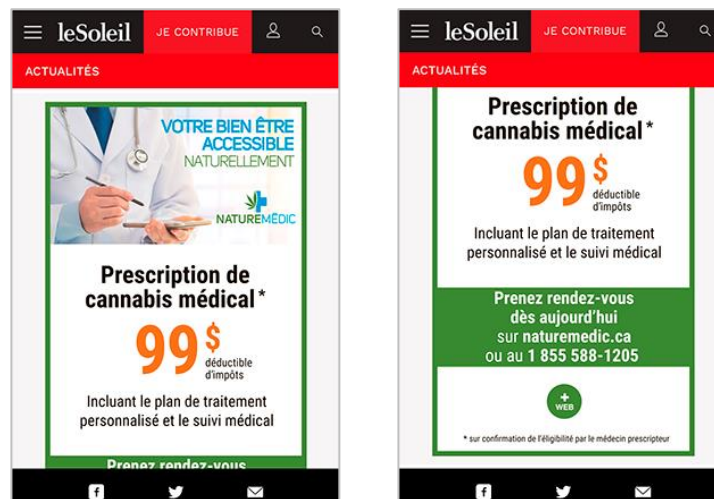 leSoleil JE CONTRIBUE
ACTUALITÉS
VOTRE BIEN ÊTRE
ACCESSIBLE
NATURELLEMENT
NATUREMÉDIC
Prescription de
cannabis médical*
99$
déductible
d'impôts
Incluant le plan de traitement
personnalisé et le suivi médical
Prenez rendez-vous
leSoleil JE CONTRIBUE
ACTUALITÉS
Prescription de
cannabis médical*
99$
déductible
d'impôts
Incluant le plan de traitement
personnalisé et le suivi médical
Prenez rendez-vous
dès aujourd'hui
sur naturemedic.ca
ou au 1 855 588-1205
+
WEB
* sur confirmation de l'éligibilité par le médecin prescripteur